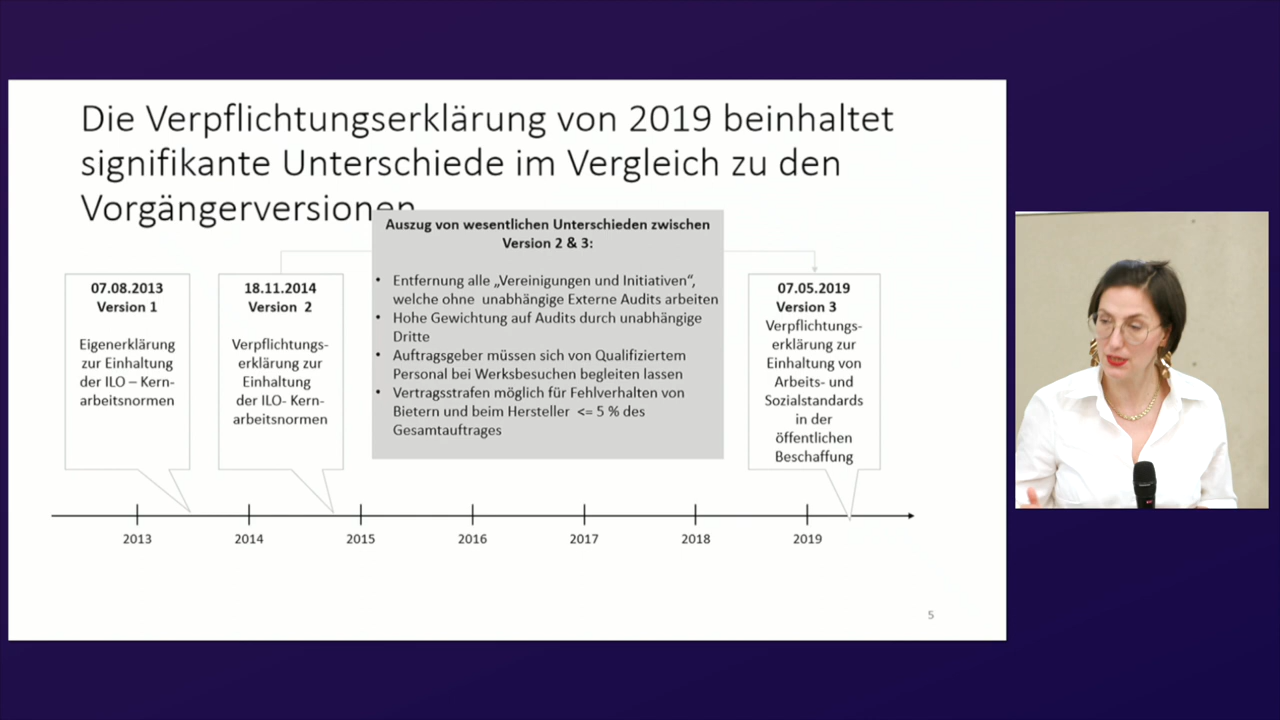 Die Verpflichtungserklärung von 2019 beinhaltet
signifikante Unterschiede im Vergleich zu den
Vorgängerversionen
Auszug von wesentlichen Unterschieden zwischen
Version 2 & 3:
• Entfernung alle „Vereinigungen und Initiativen“,
welche ohne unabhängige Externe Audits arbeiten
• Hohe Gewichtung auf Audits durch unabhängige
Dritte
• Auftragsgeber müssen sich von Qualifiziertem
Personal bei Werksbesuchen begleiten lassen
• Vertragsstrafen möglich für Fehlverhalten von
Bietern und beim Hersteller <= 5 % des
Gesamtauftrages
07.08.2013
Version 1
Eigenerklärung
zur Einhaltung
der ILO – Kern-
arbeitsnormen
18.11.2014
Version 2
Verpflichtungs-
erklärung zur
Einhaltung
der ILO- Kern-
arbeitsnormen
07.05.2019
Version 3
Verpflichtungs-
erklärung zur
Einhaltung von
Arbeits- und
Sozialstandards
in der
öffentlichen
Beschaffung
2013 2014 2015 2016 2017 2018 2019
5